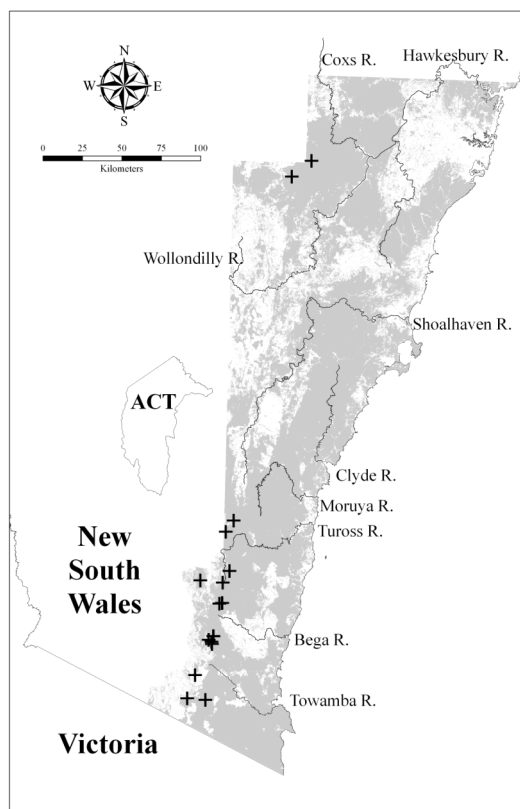 Coxs R.
Hawkesbury R.
N
W
E
S
0 25 50 100
Kilometers
Wollondilly R.
Shoalhaven R.
ACT
Clyde R.
Moruya R.
Tuross R.
New
South
Wales
Bega R.
Towamba R.
Victoria